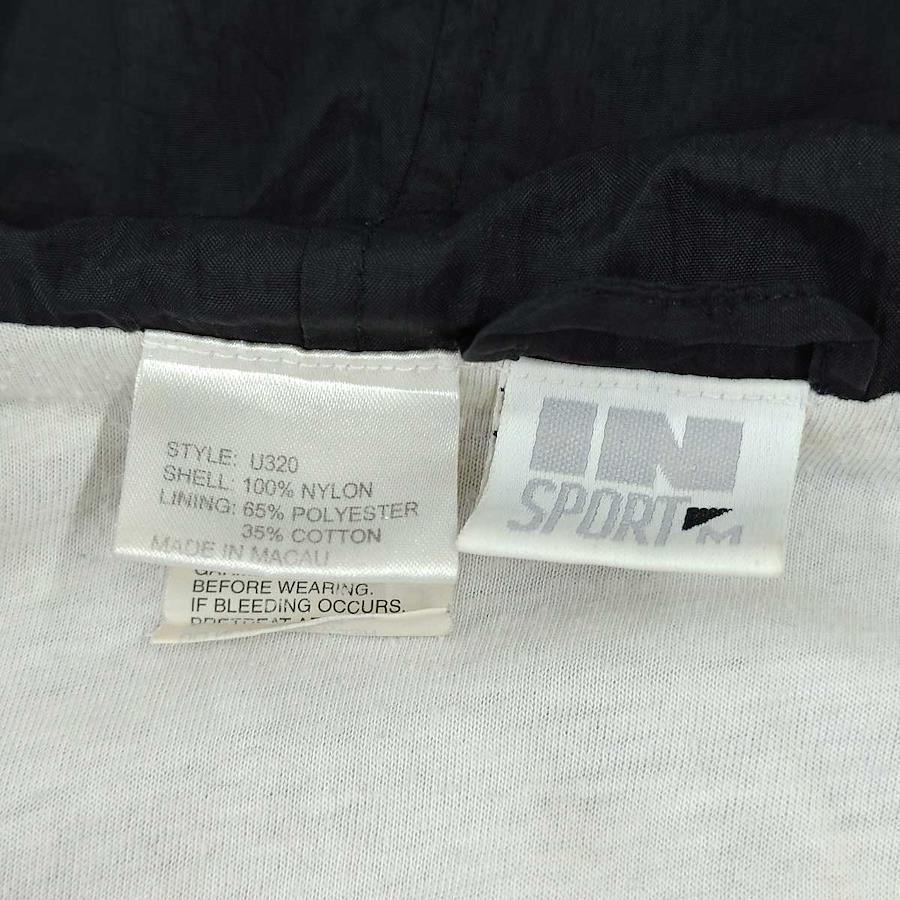 STYLE: U320
SHELL: 100% NYLON
LINING: 65% POLYESTER
35% COTTON
MADE IN MACAU
BEFORE WEARING.
IF BLEEDING OCCURS.
PRETREAT
IN
SPORT
M